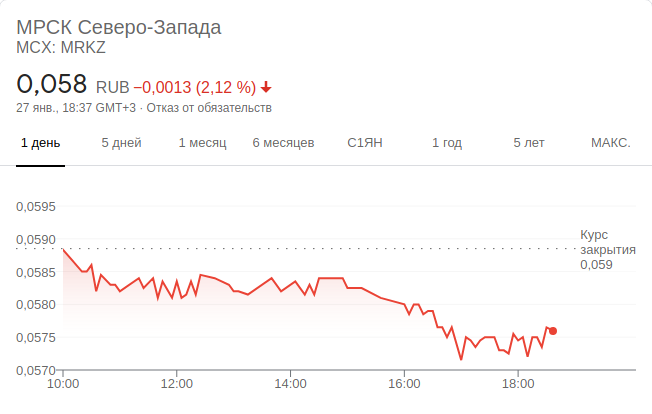 МРСК Северо-Запада
MCX: MRKZ
0,058 RUB −0,0013 (2,12 %)
27 янв., 18:37 GMT+3 · Отказ от обязательств
1 день 5 дней 1 месяц 6 месяцев С1ЯН 1 год 5 лет МАКС.
0,0595
0,0590
0,0585
0,0580
0,0575
0,0570
Курс
закрытия
0,059
10:00 12:00 14:00 16:00 18:00